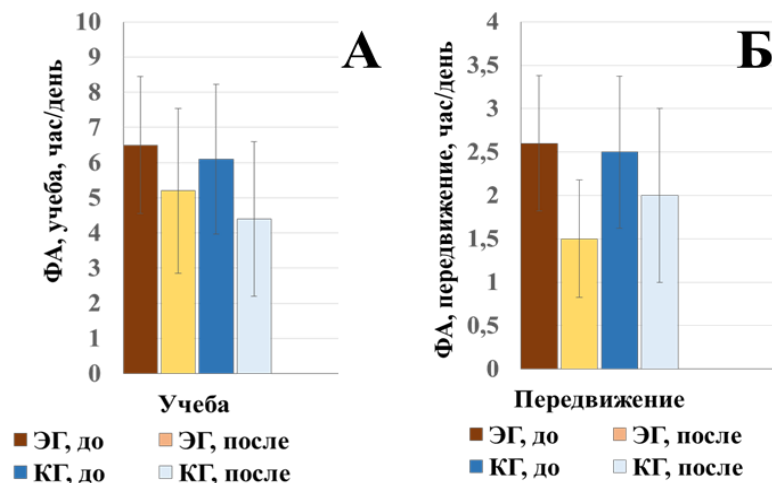 А
ФА, учеба, час/день
10
9
8
7
6
5
4
3
2
1
0
Учеба
ЭГ, до
ЭГ, после
КГ, до
КГ, после
Б
ФА, передвижение, час/день
4
3,5
3
2,5
2
1,5
1
0,5
0
Передвижение
ЭГ, до
ЭГ, после
КГ, до
КГ, после